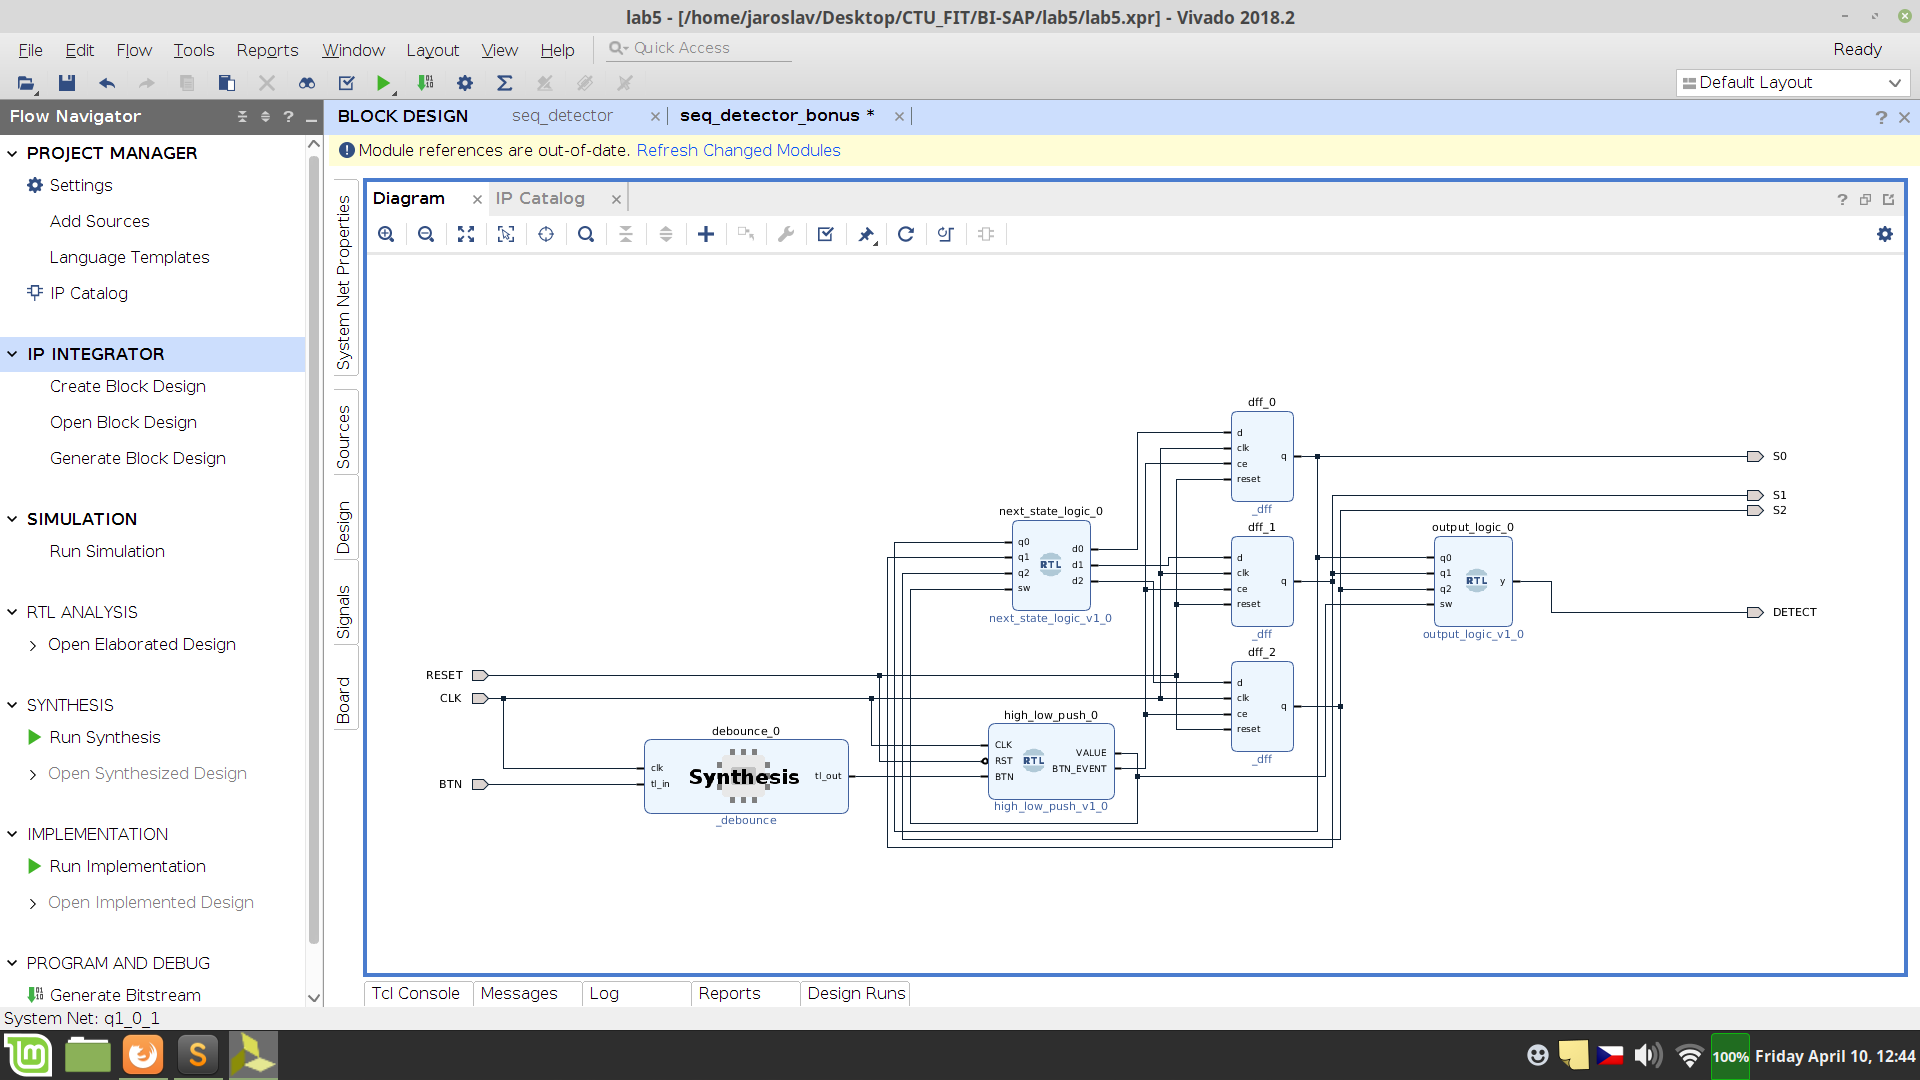 lab5 - [/home/jaroslav/Desktop/CTU_FIT/BI-SAP/lab5/lab5.xpr] - Vivado 2018.2
File Edit Flow Tools Reports Window Layout View Help Quick Access Ready
Default Layout
Flow Navigator
PROJECT MANAGER
Settings
Add Sources
Language Templates
IP Catalog
IP INTEGRATOR
Create Block Design
Open Block Design
Generate Block Design
SIMULATION
Run Simulation
RTL ANALYSIS
Open Elaborated Design
SYNTHESIS
Run Synthesis
Open Synthesized Design
IMPLEMENTATION
Run Implementation
Open Implemented Design
PROGRAM AND DEBUG
Generate Bitstream
BLOCK DESIGN seq_detector seq_detector_bonus *
Module references are out-of-date. Refresh Changed Modules
System Net Properties
Sources
Design
Signals
Board
Diagram IP Catalog
RESET
CLK
BTN
debounce_0
clk
tl_in
Synthesis
tl_out
_debounce
next_state_logic_0
q0
q1
q2
sw
RTL
d0
d1
d2
next_state_logic_v1_0
high_low_push_0
CLK
RST
BTN
RTL
VALUE
BTN_EVENT
high_low_push_v1_0
dff_0
d
clk
ce
reset
q
_dff
dff_1
d
clk
ce
reset
q
_dff
dff_2
d
clk
ce
reset
q
_dff
output_logic_0
q0
q1
q2
sw
RTL
y
output_logic_v1_0
S0
S1
S2
DETECT
Tcl Console Messages Log Reports Design Runs
System Net: q1_0_1
100% Friday April 10, 12:44